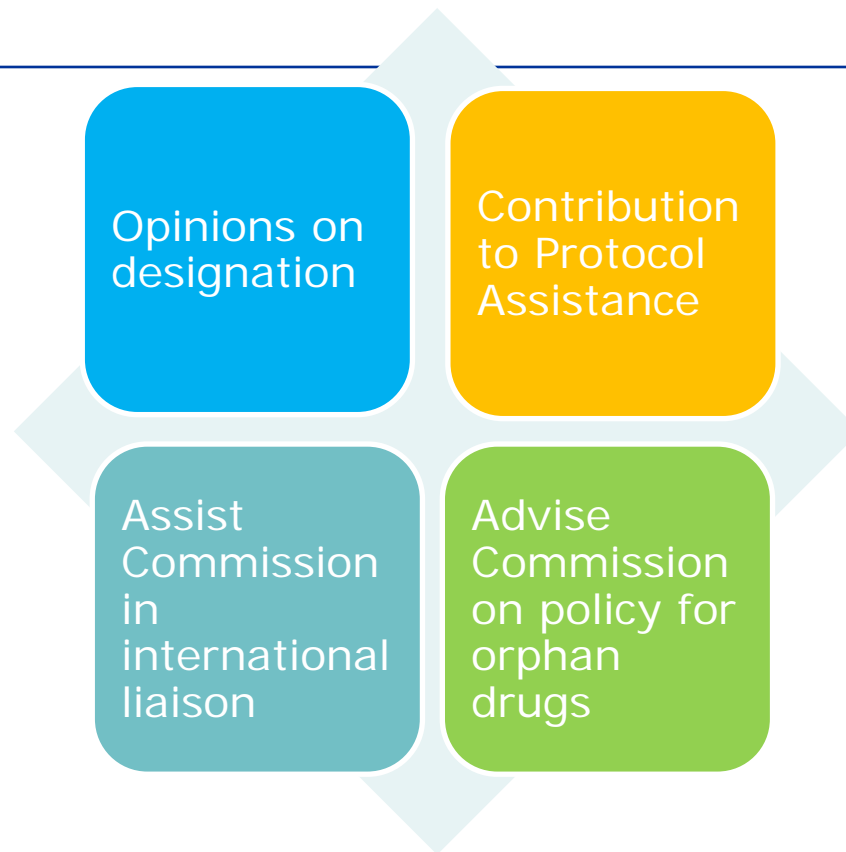 Opinions on
designation
Contribution
to Protocol
Assistance
Assist
Commission
in
international
liaison
Advise
Commission
on policy for
orphan
drugs